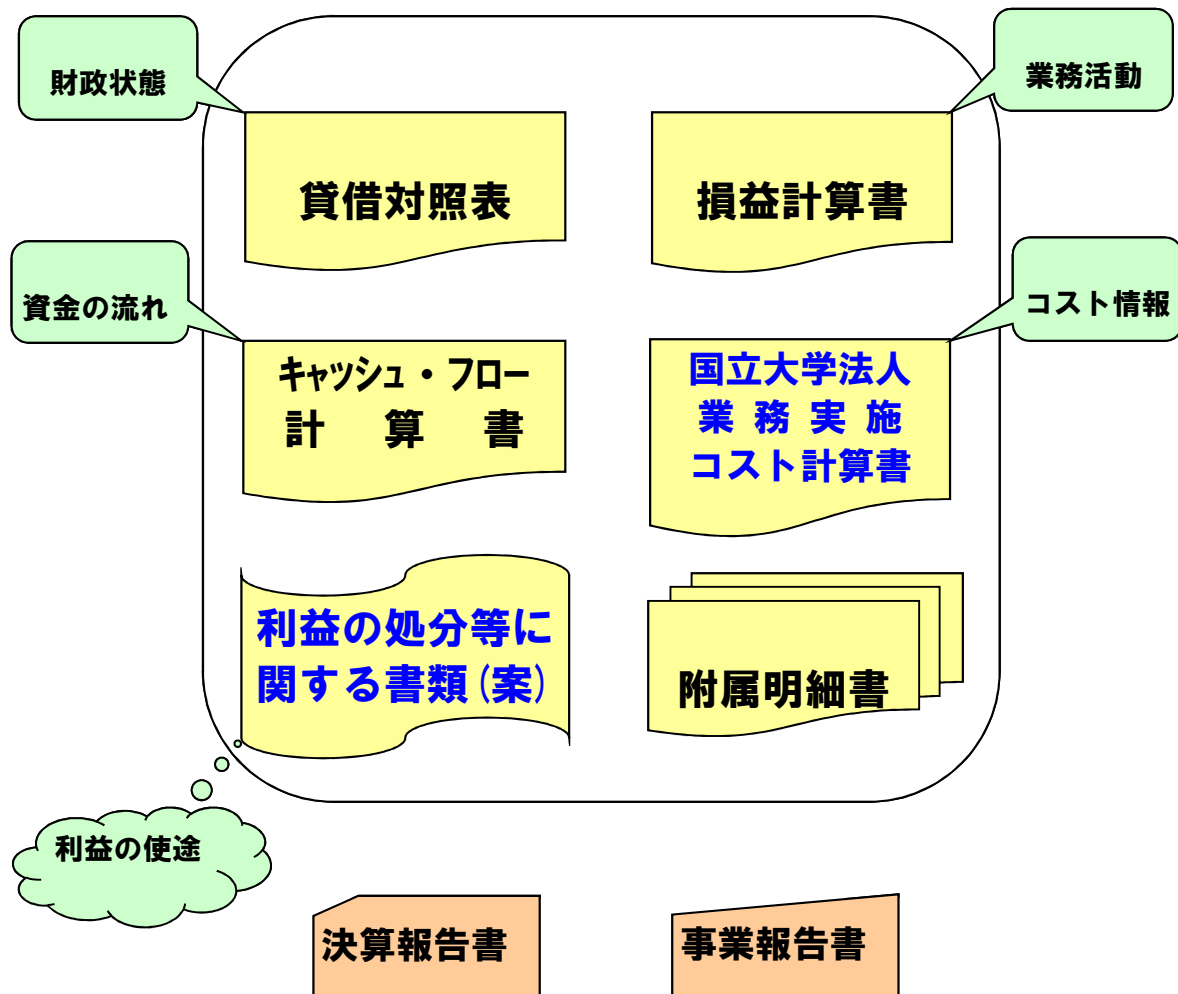 財政状態
業務活動
貸借対照表
損益計算書
資金の流れ
コスト情報
キャッシュ・フロー
計算書
国立大学法人
業務実施
コスト計算書
利益の処分等に
関する書類(案)
附属明細書
利益の使途
決算報告書
事業報告書